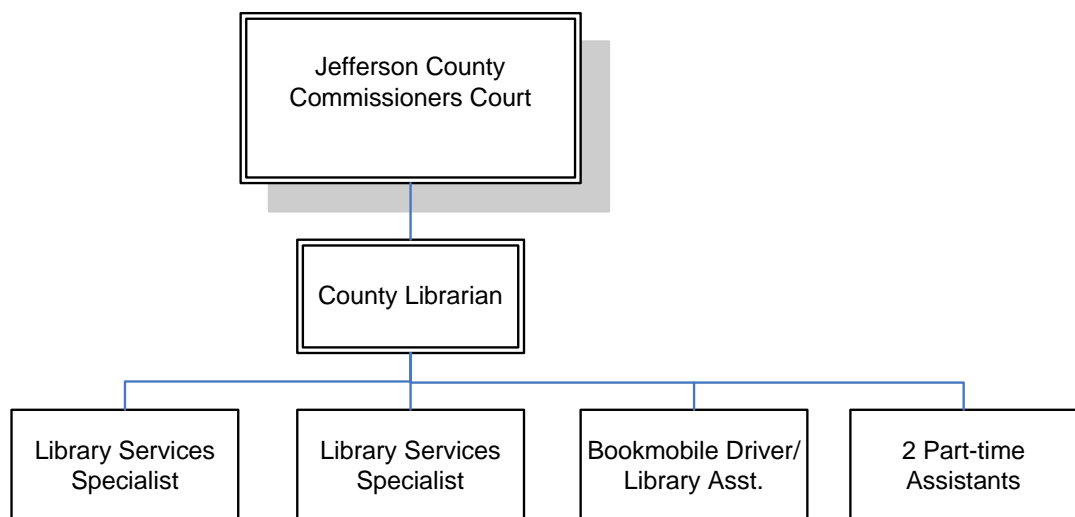 Jefferson County
Commissioners Court
County Librarian
Library Services
Specialist
Library Services
Specialist
Bookmobile Driver/
Library Asst.
2 Part-time
Assistants